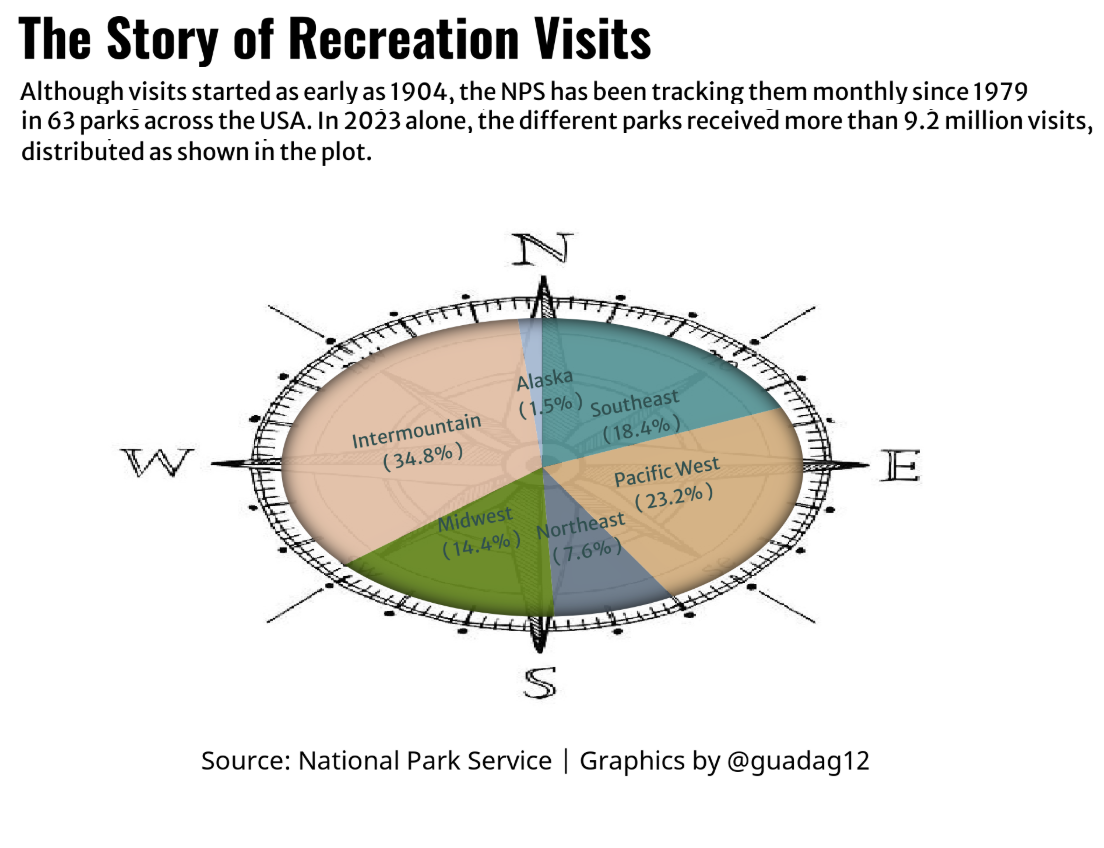 The Story of Recreation Visits
Although visits started as early as 1904, the NPS has been tracking them monthly since 1979
in 63 parks across the USA. In 2023 alone, the different parks received more than 9.2 million visits,
distributed as shown in the plot.
N
Alaska
(1.5%)
Southeast
(18.4%)
Intermountain
(34.8%)
W
E
Pacific West
(23.2%)
Midwest
(14.4%)
Northeast
(7.6%)
S
Source: National Park Service | Graphics by @guadag12